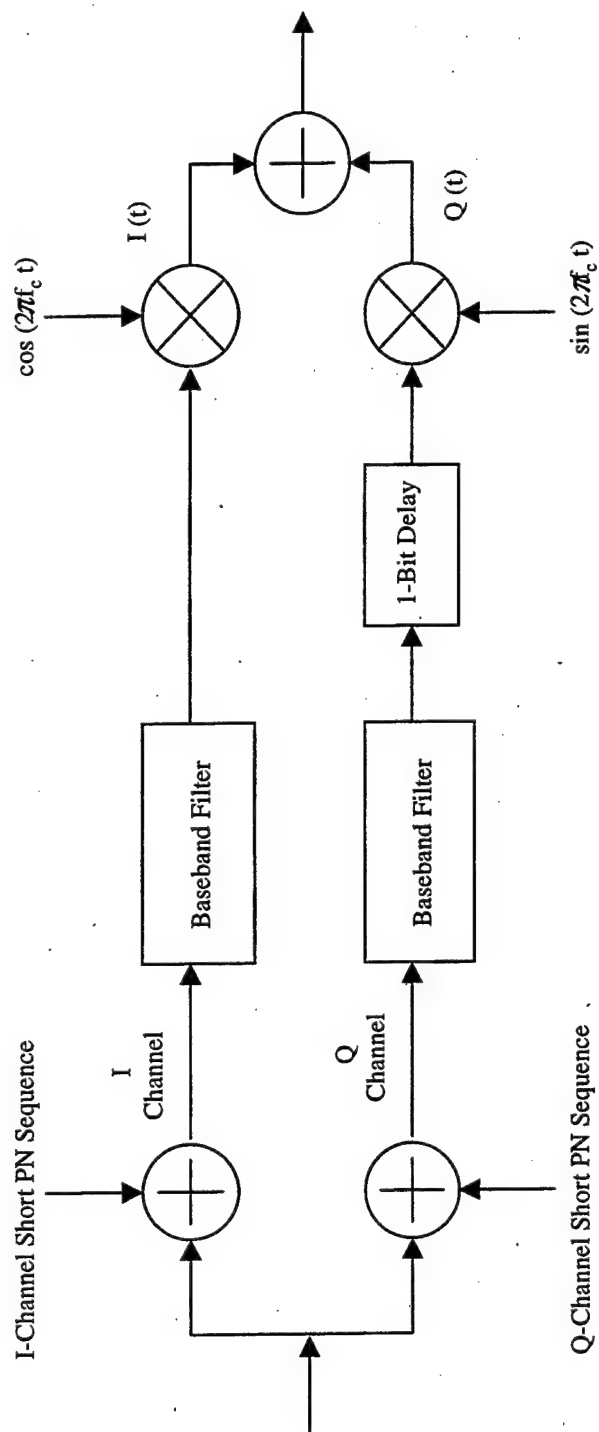 I-Channel Short PN Sequence
I
Channel
Baseband Filter
cos (2πf_c t)
I (t)
Q
Channel
Baseband Filter
1-Bit Delay
Q (t)
Q-Channel Short PN Sequence
sin (2πf_c t)